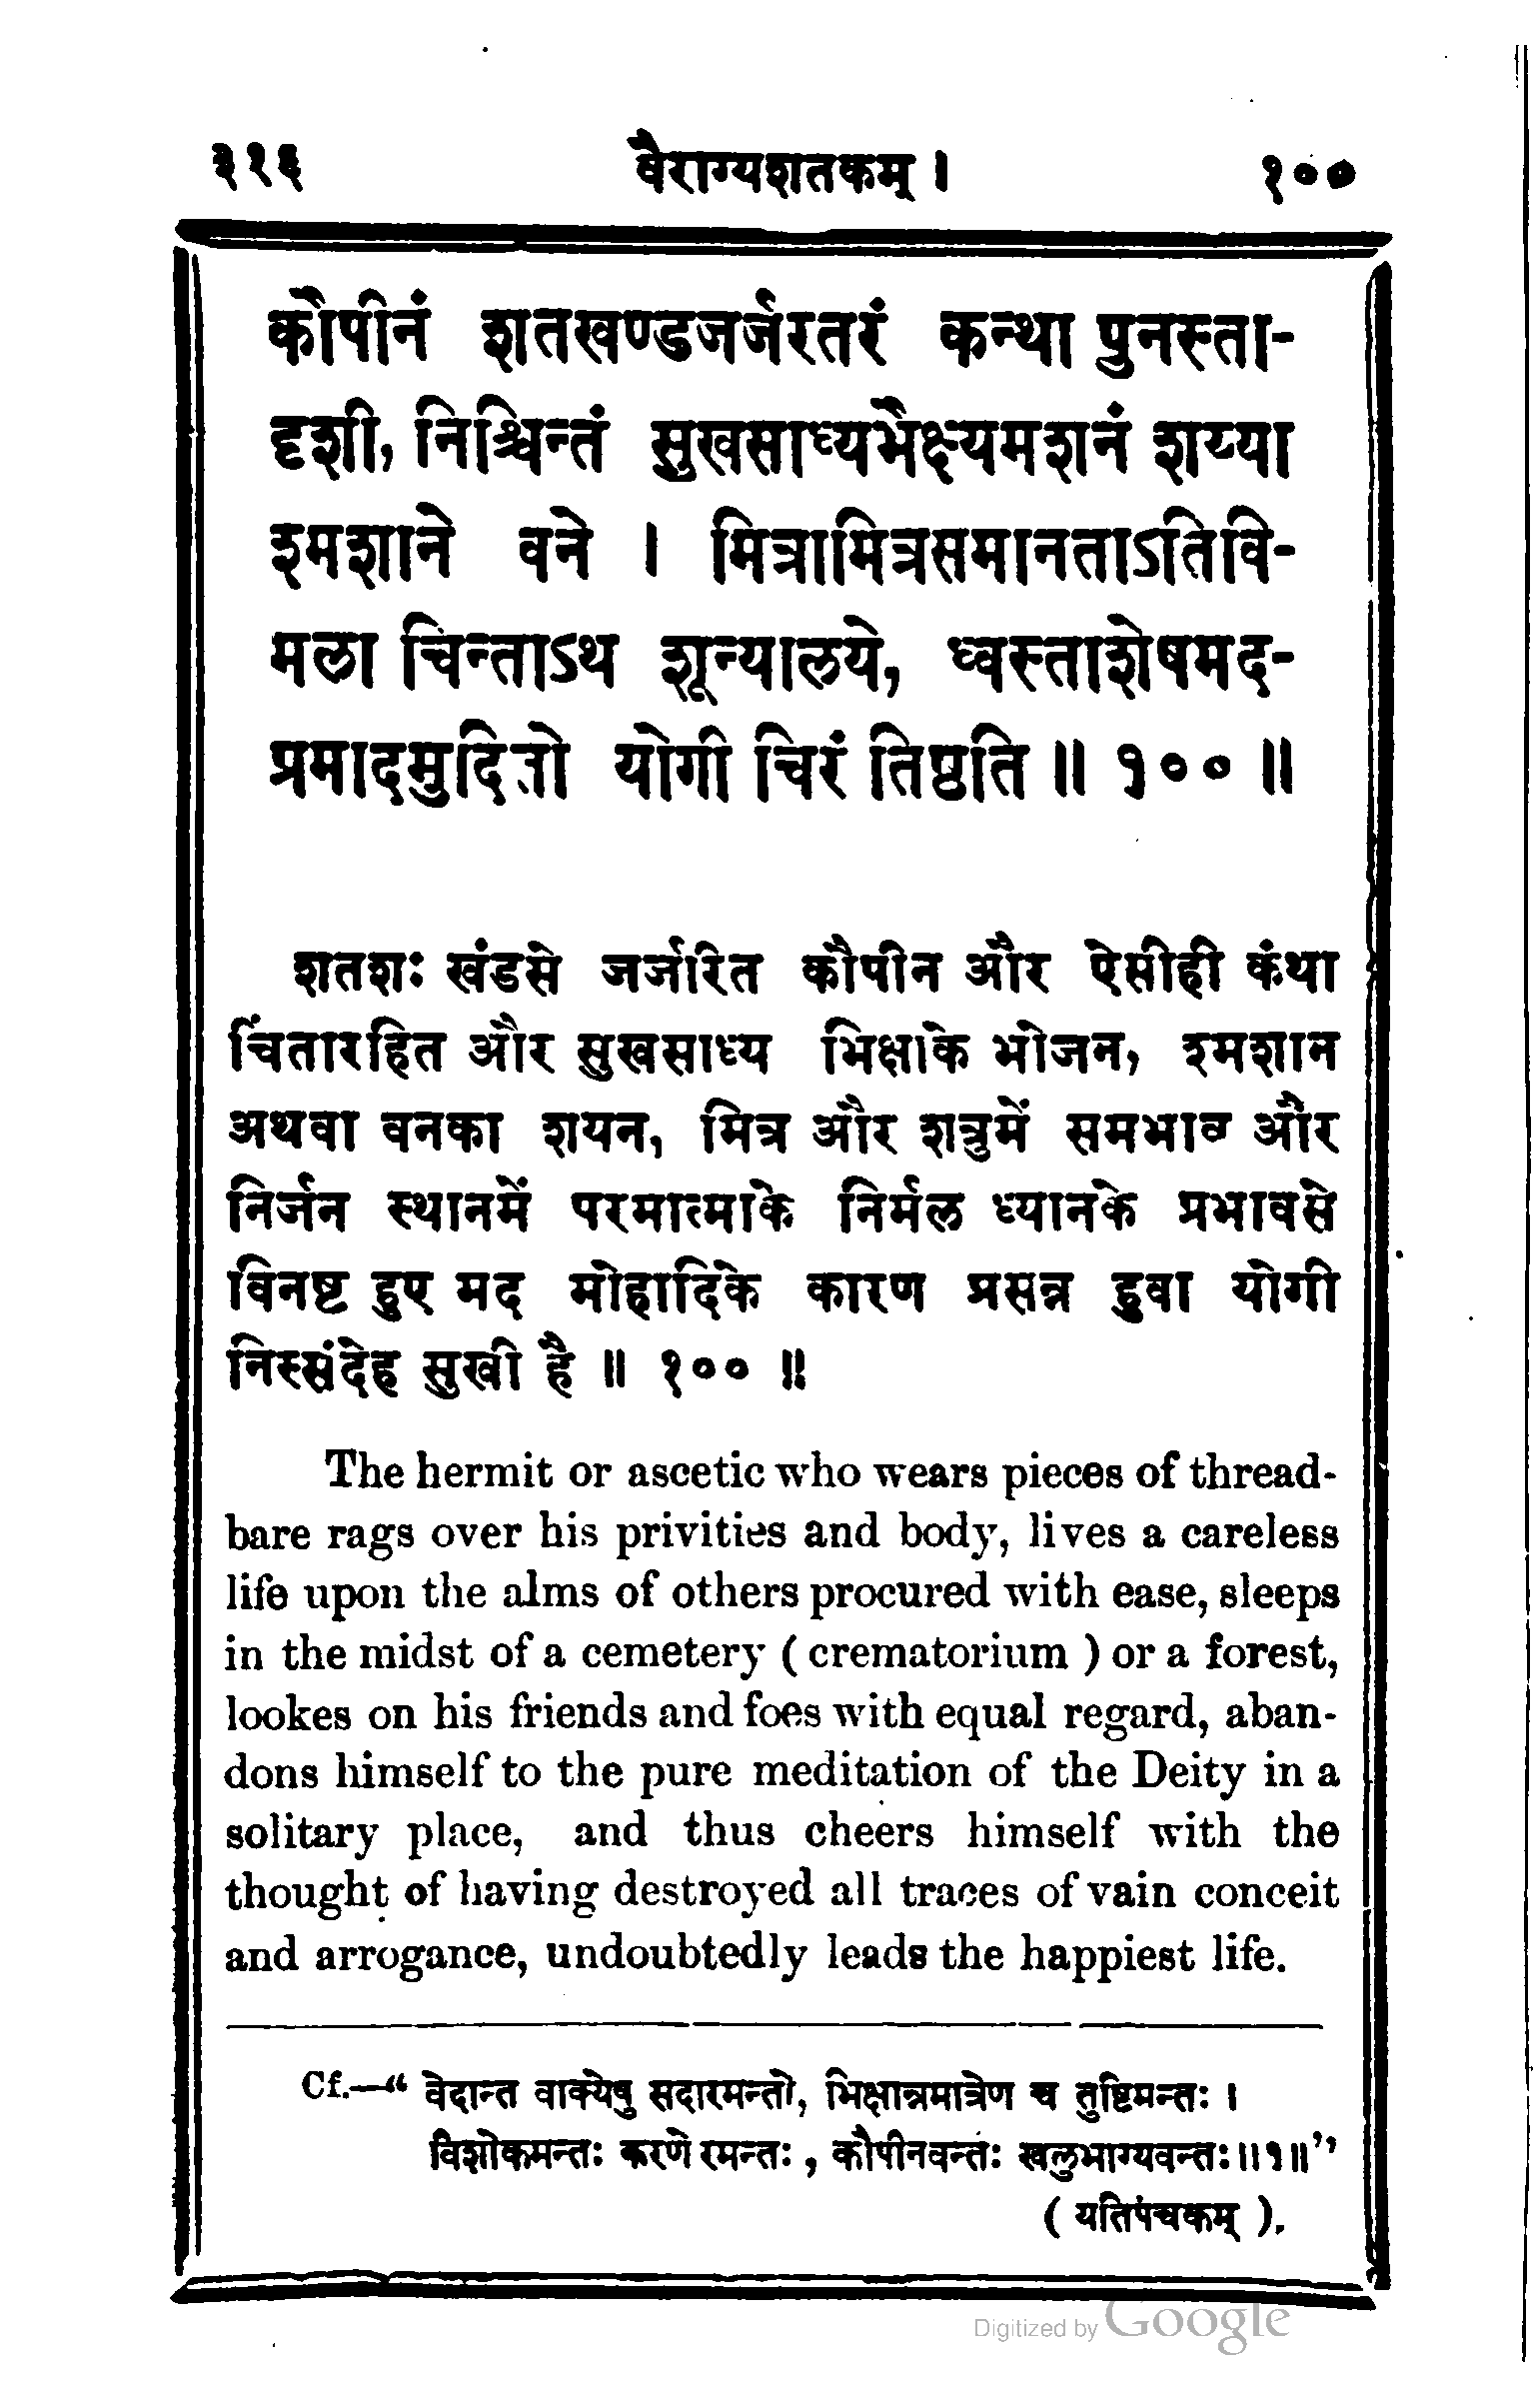 ३१६ वैराग्यशतकम् । १००
कौपीनं शतखण्डजर्जरतरं कन्था पुनस्ता-
दृशी, निश्चिन्तं सुखसाध्यभैक्ष्यमशनं शय्या
श्मशाने वने । मित्रामित्रसमानताऽतिवि-
मला चिन्ताऽथ शून्यालये, ध्वस्ताशेषमद-
प्रमादमुदितो योगी चिरं तिष्ठति ॥ १०० ॥
शतशः खंडसे जर्जरित कौपीन और ऐसीही कंथा
चिंतारहित और सुखसाध्य भिक्षाके भोजन, श्मशान
अथवा वनका शयन, मित्र और शत्रुमें समभाव और
निर्जन स्थानमें परमात्माके निर्मल ध्यानके प्रभावसे
विनष्ट हुए मद मोहादिके कारण प्रसन्न हुवा योगी
निस्संदेह सुखी है ॥ १०० ॥
The hermit or ascetic who wears pieces of thread-
bare rags over his privities and body, lives a careless
life upon the alms of others procured with ease, sleeps
in the midst of a cemetery ( crematorium ) or a forest,
lookes on his friends and foes with equal regard, aban-
dons himself to the pure meditation of the Deity in a
solitary place, and thus cheers himself with the
thought of having destroyed all traces of vain conceit
and arrogance, undoubtedly leads the happiest life.
Cf.—“ वेदान्त वाक्येषु सदारमन्तो, भिक्षान्नमात्रेण च तुष्टिमन्तः ।
विशोकमन्तः करणे रमन्तः , कौपीनवन्तः खलुभाग्यवन्तः ॥१॥”
( यतिपंचकम् ).
Digitized by Google